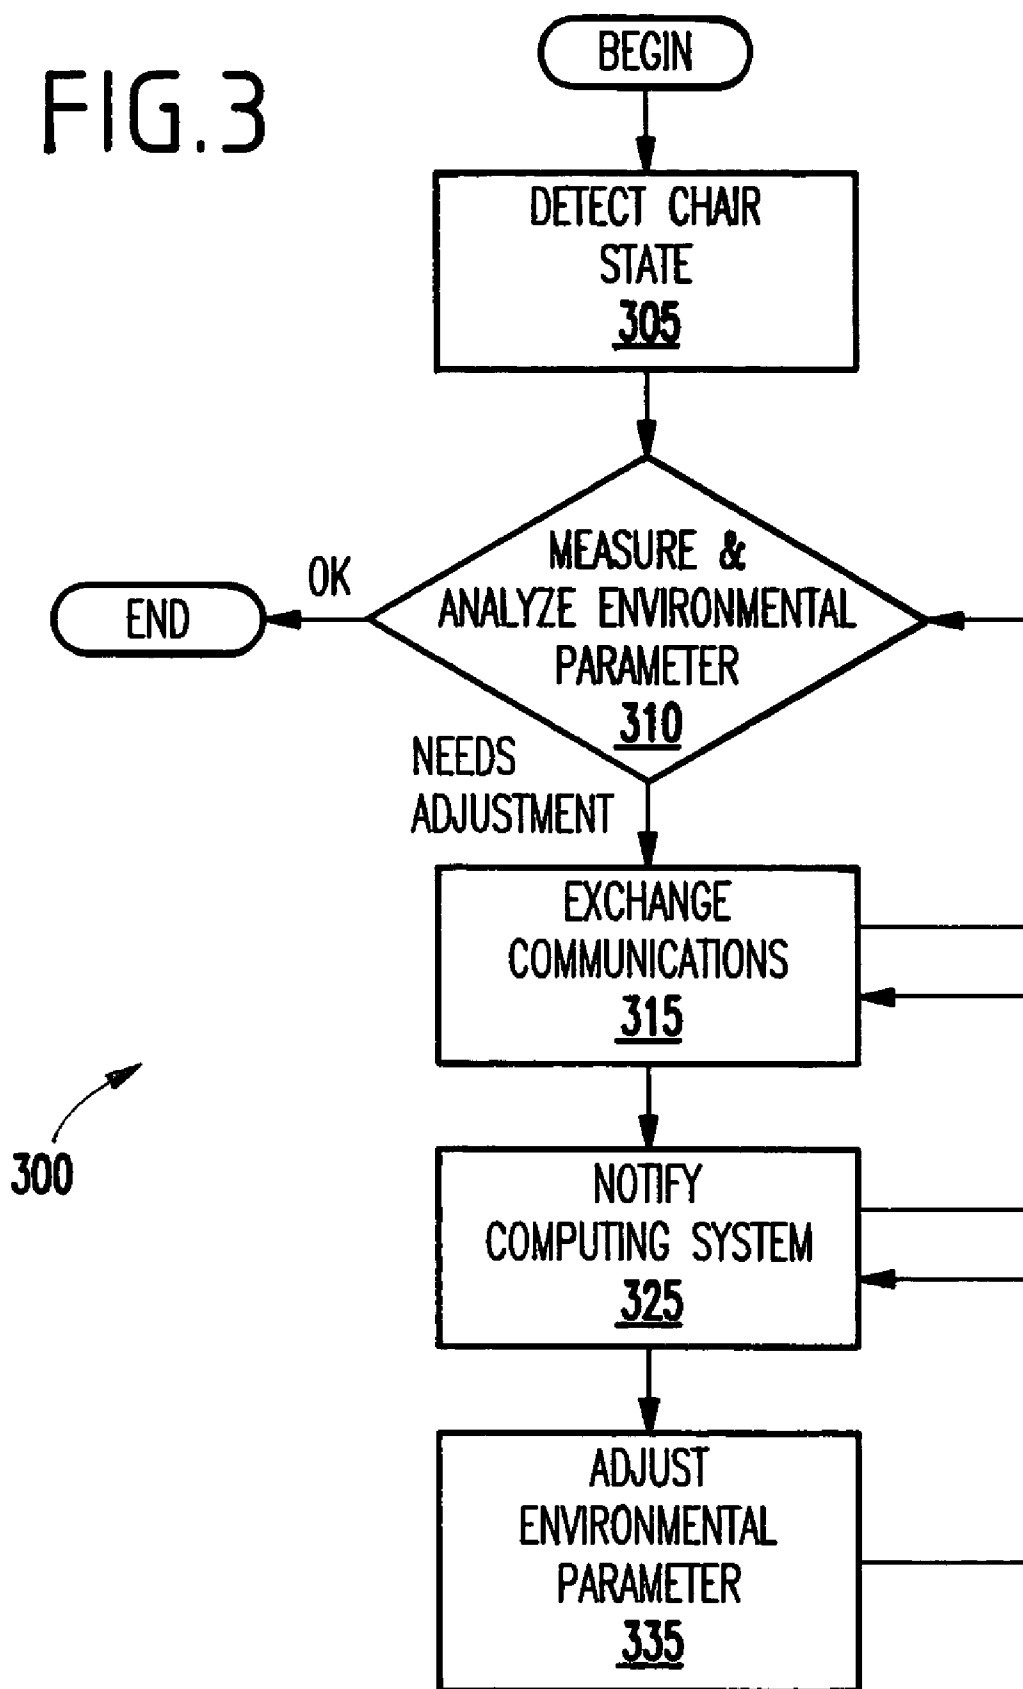 FIG.3
BEGIN
DETECT CHAIR
STATE
305
MEASURE &
ANALYZE ENVIRONMENTAL
PARAMETER
310
OK
END
NEEDS
ADJUSTMENT
EXCHANGE
COMMUNICATIONS
315
300
NOTIFY
COMPUTING SYSTEM
325
ADJUST
ENVIRONMENTAL
PARAMETER
335